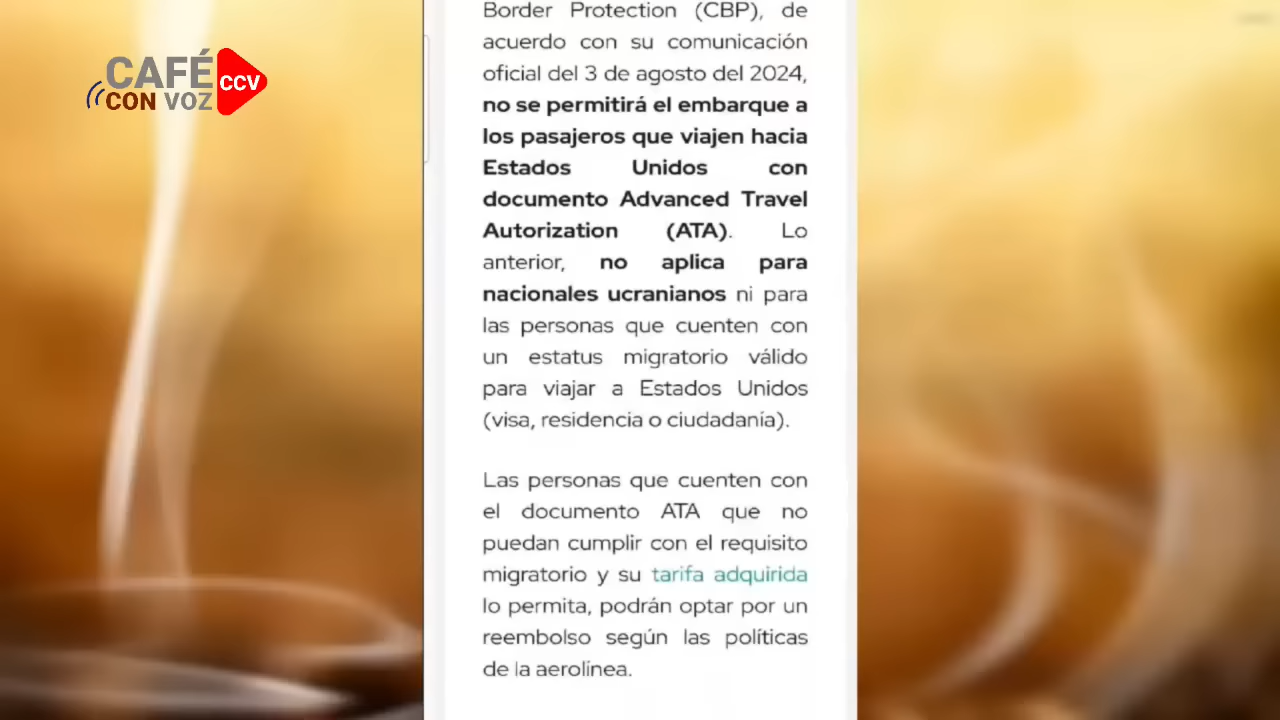 CAFÉ
CON VOZ
CCV
Border Protection (CBP), de
acuerdo con su comunicación
oficial del 3 de agosto del 2024,
no se permitirá el embarque a
los pasajeros que viajen hacia
Estados Unidos con
documento Advanced Travel
Autorization (ATA). Lo
anterior, no aplica para
nacionales ucranianos ni para
las personas que cuenten con
un estatus migratorio válido
para viajar a Estados Unidos
(visa, residencia o ciudadanía).
Las personas que cuenten con
el documento ATA que no
puedan cumplir con el requisito
migratorio y su tarifa adquirida
lo permita, podrán optar por un
reembolso según las políticas
de la aerolínea.